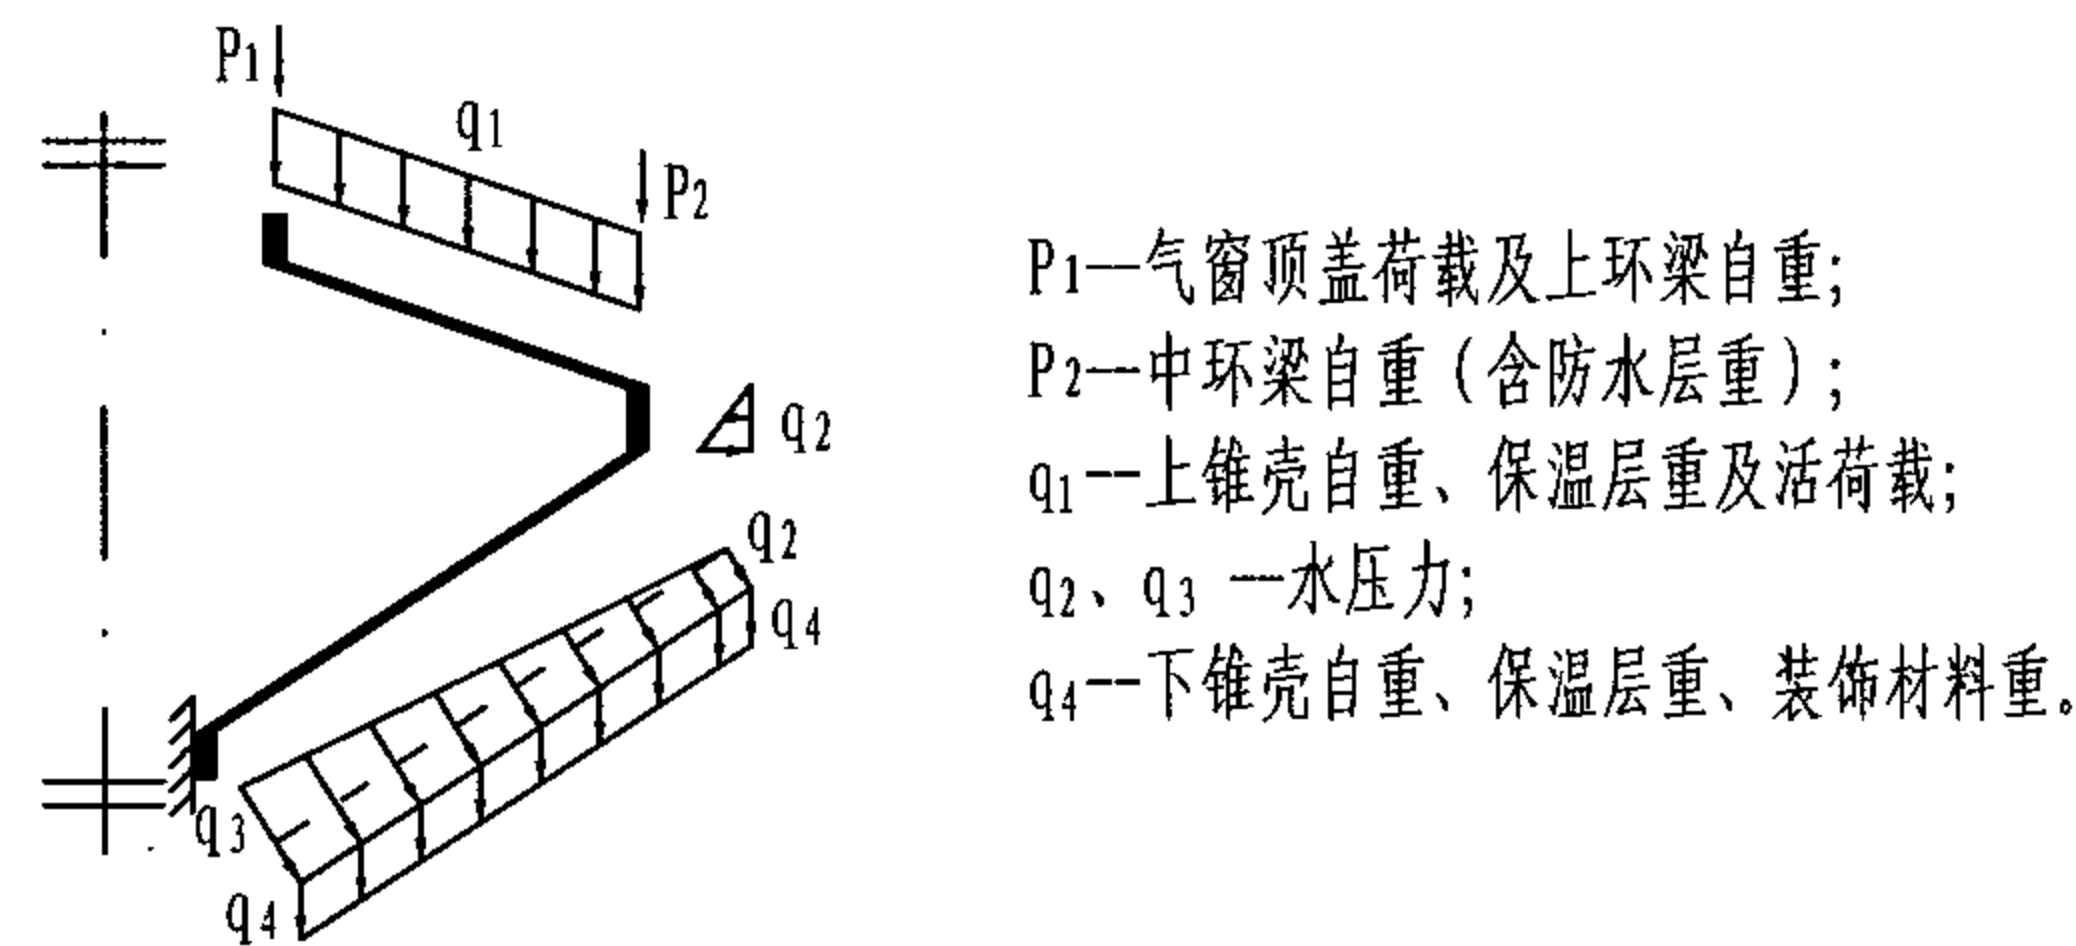 P1
q1
P2
q2
q2
q4
q3
q4
P1—气窗顶盖荷载及上环梁自重;
P2—中环梁自重(含防水层重);
q1—上锥壳自重、保温层重及活荷载;
q2、q3 —水压力;
q4—下锥壳自重、保温层重、装饰材料重。